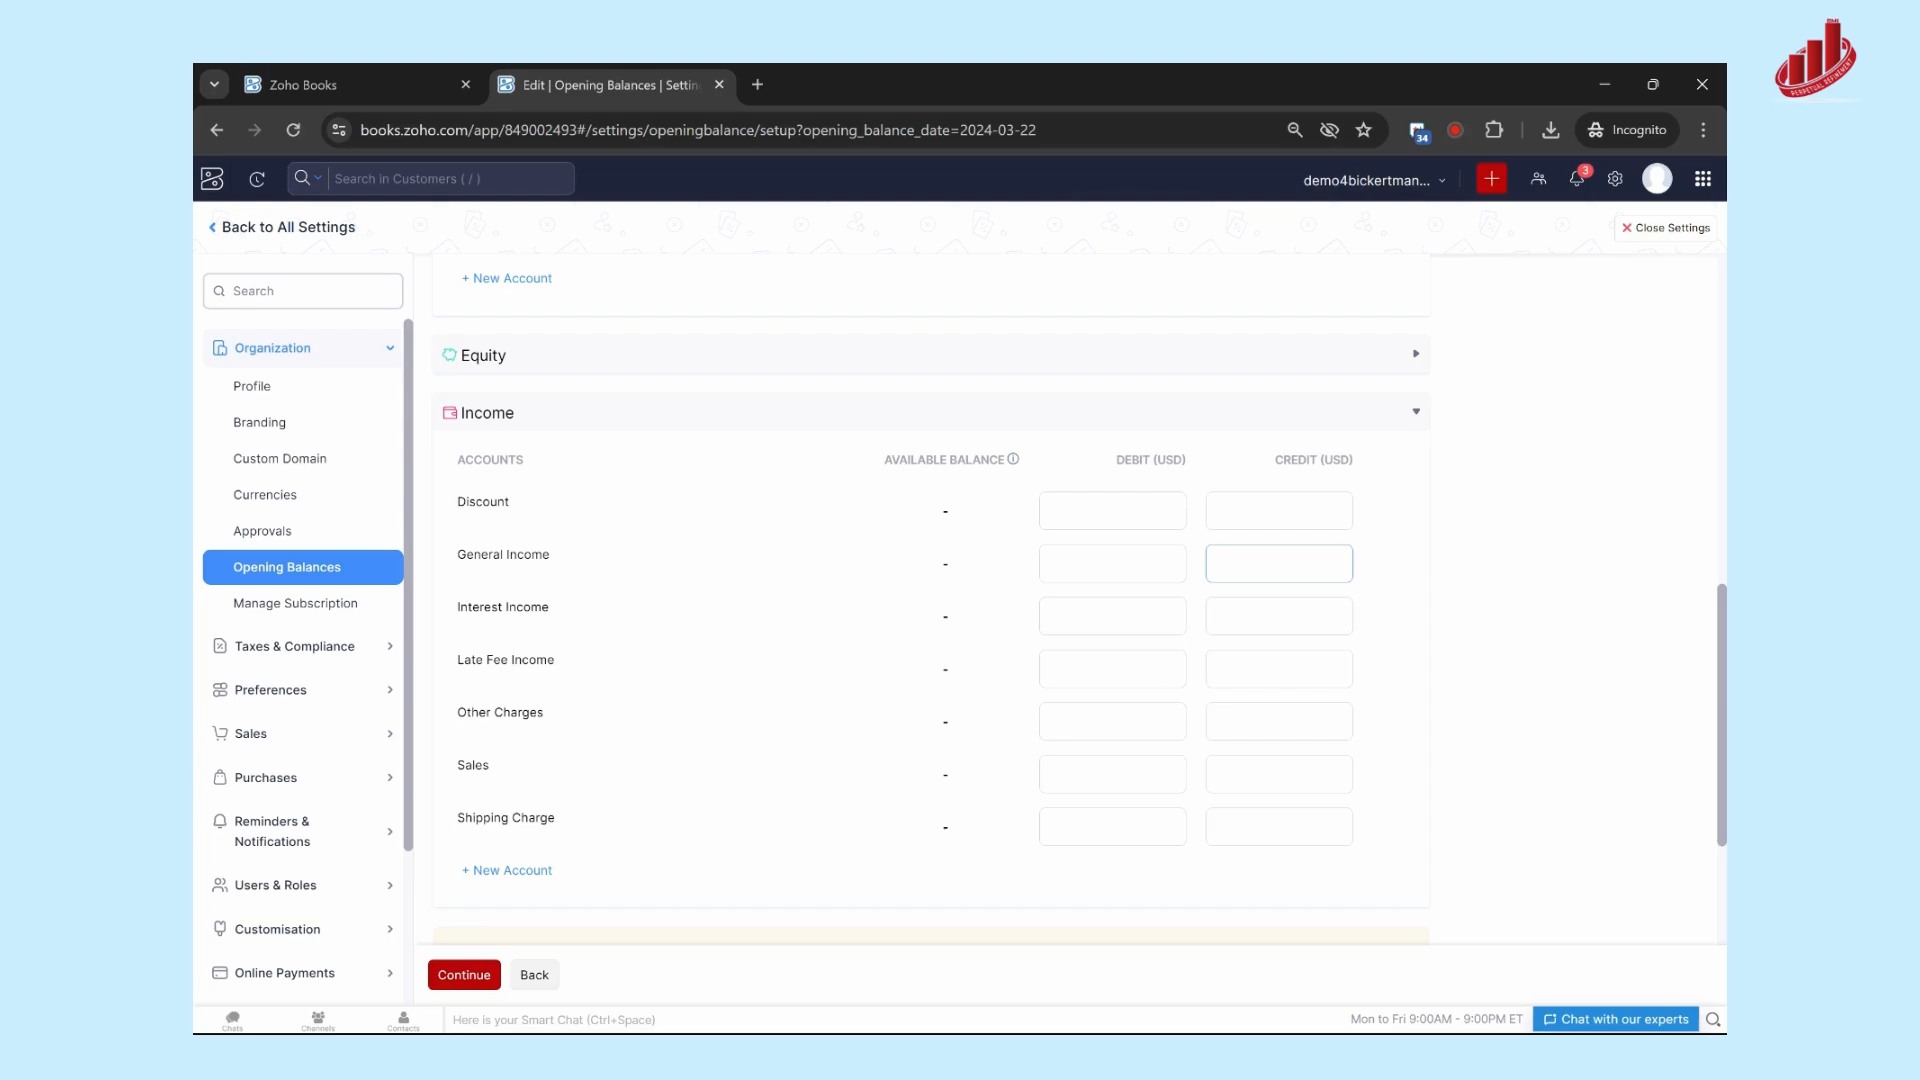 PERPETUAL REFINEMENT
Zoho Books
Edit | Opening Balances | Settin
books.zoho.com/app/849002493#/settings/openingbalance/setup?opening_balance_date=2024-03-22
34
Incognito
Search in Customers ( / )
demo4bickertman...
3
Back to All Settings
Close Settings
Search
Organization
Profile
Branding
Custom Domain
Currencies
Approvals
Opening Balances
Manage Subscription
Taxes & Compliance
Preferences
Sales
Purchases
Reminders &
Notifications
Users & Roles
Customisation
Online Payments
+ New Account
Equity
Income
ACCOUNTS AVAILABLE BALANCE DEBIT (USD) CREDIT (USD)
Discount -
General Income -
Interest Income -
Late Fee Income -
Other Charges -
Sales -
Shipping Charge -
+ New Account
Continue Back
Chats Channels Contacts Here is your Smart Chat (Ctrl+Space) Mon to Fri 9:00AM - 9:00PM ET Chat with our experts